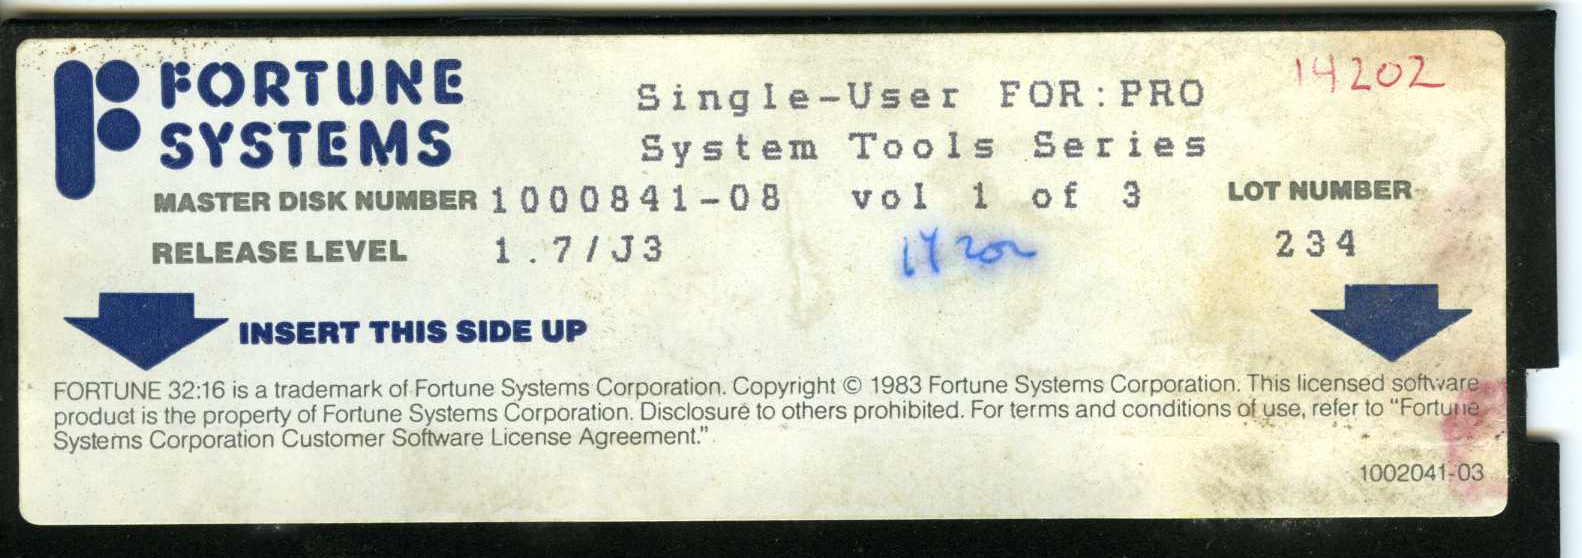 FORTUNE
SYSTEMS
Single-User FOR:PRO
14202
System Tools Series
MASTER DISK NUMBER 1000841-08 vol 1 of 3
LOT NUMBER
RELEASE LEVEL 1.7/J3
14202
234
INSERT THIS SIDE UP
FORTUNE 32:16 is a trademark of Fortune Systems Corporation. Copyright © 1983 Fortune Systems Corporation. This licensed software
product is the property of Fortune Systems Corporation. Disclosure to others prohibited. For terms and conditions of use, refer to “Fortune
Systems Corporation Customer Software License Agreement.”
1002041-03